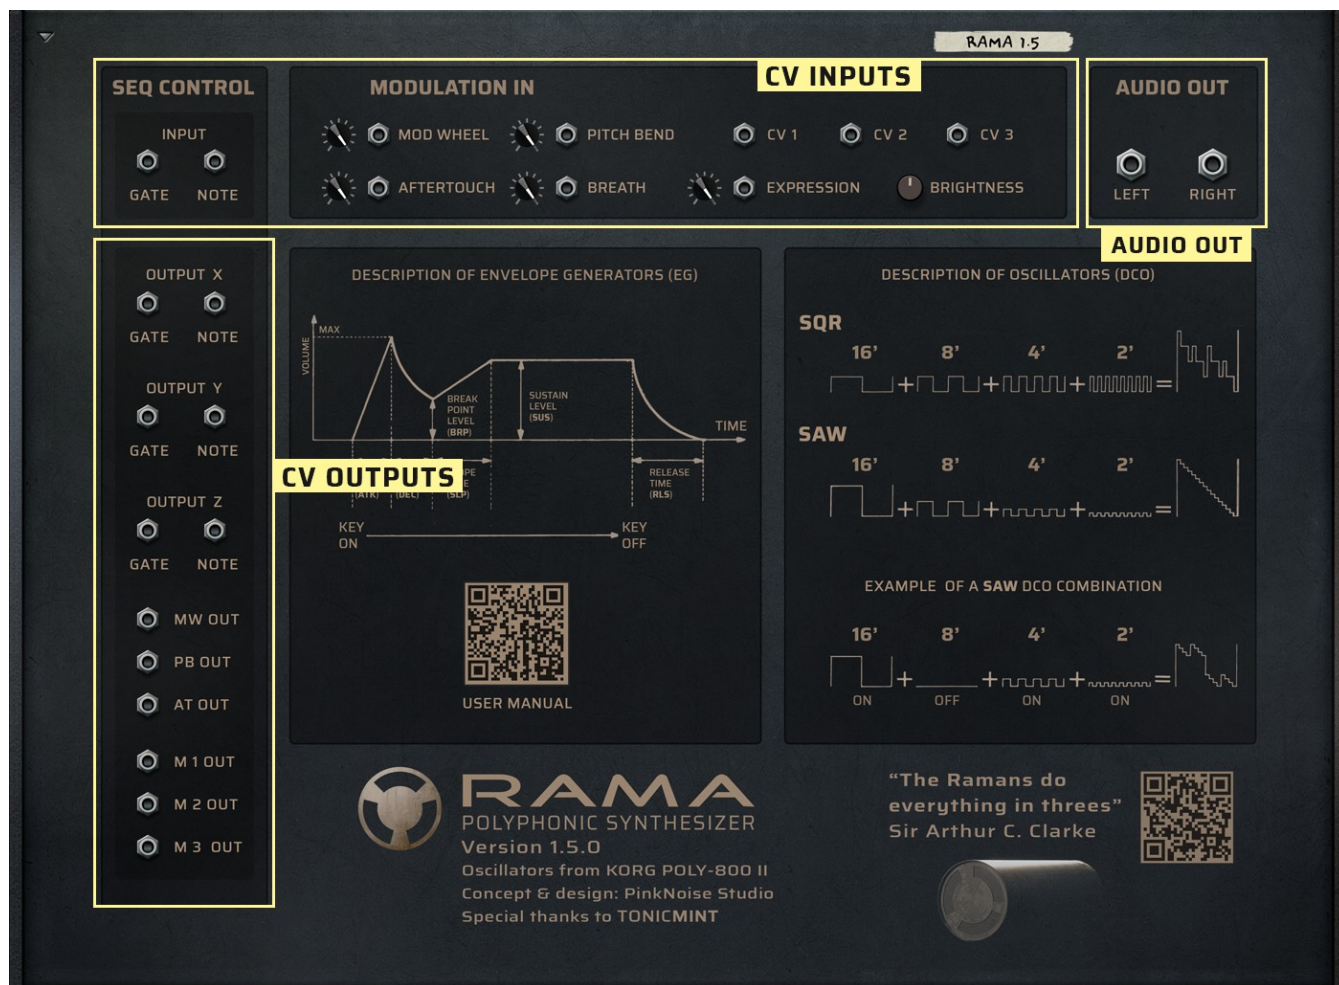 RAMA 1.5
CV INPUTS
SEQ CONTROL
INPUT
GATE NOTE
MODULATION IN
MOD WHEEL PITCH BEND CV 1 CV 2 CV 3
AFTERTOUCH BREATH EXPRESSION BRIGHTNESS
AUDIO OUT
LEFT RIGHT
AUDIO OUT
OUTPUT X
GATE NOTE
OUTPUT Y
GATE NOTE
OUTPUT Z
GATE NOTE
MW OUT
PB OUT
AT OUT
M 1 OUT
M 2 OUT
M 3 OUT
CV OUTPUTS
DESCRIPTION OF ENVELOPE GENERATORS (EG)
MAX
VOLUME
BREAK
POINT
LEVEL
(BRP)
SUSTAIN
LEVEL
(SUS)
TIME
(ATK)
(DEC)
(SLP)
RELEASE
TIME
(RLS)
KEY
ON
KEY
OFF
USER MANUAL
DESCRIPTION OF OSCILLATORS (DCO)
SQR
16’ 8’ 4’ 2’
+ + + =
SAW
16’ 8’ 4’ 2’
+ + + =
EXAMPLE OF A SAW DCO COMBINATION
16’ 8’ 4’ 2’
+ + + =
ON OFF ON ON
RAMA
POLYPHONIC SYNTHESIZER
Version 1.5.0
Oscillators from KORG POLY-800 II
Concept & design: PinkNoise Studio
Special thanks to TONICMINT
“The Ramans do
everything in threes”
Sir Arthur C. Clarke